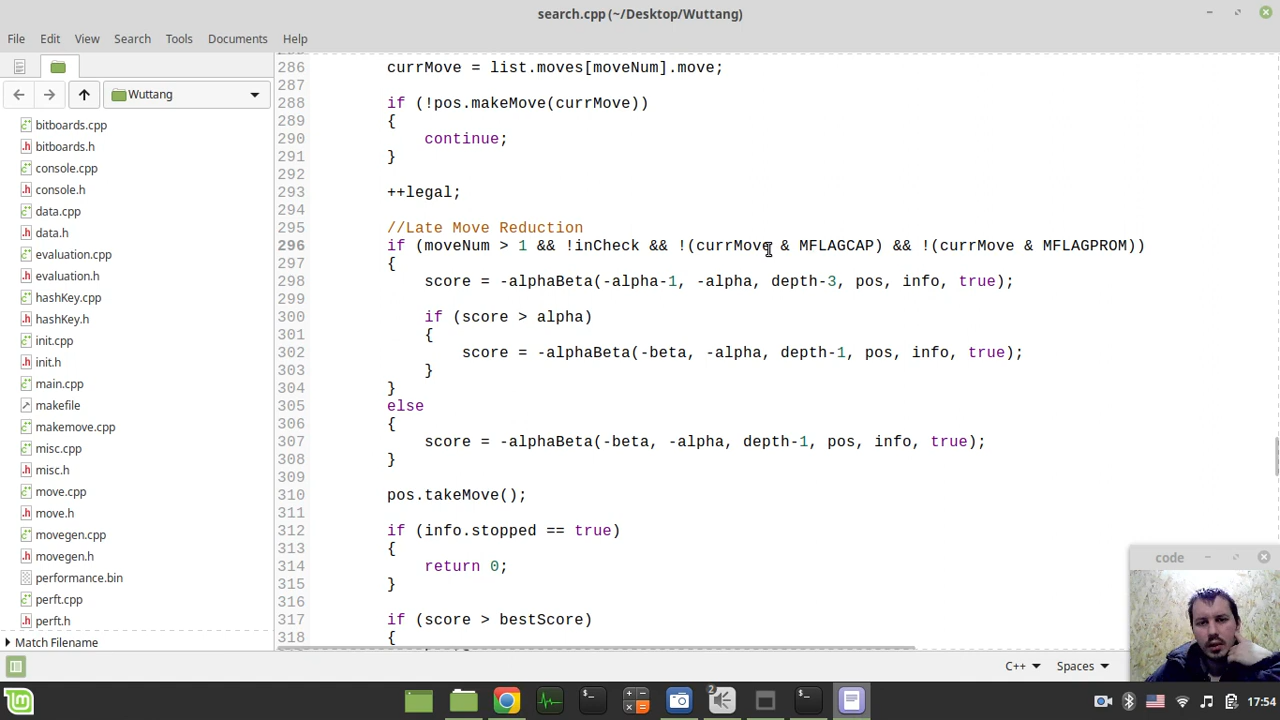 search.cpp (~/Desktop/Wuttang)
File Edit View Search Tools Documents Help
Wuttang
bitboards.cpp
bitboards.h
console.cpp
console.h
data.cpp
data.h
evaluation.cpp
evaluation.h
hashKey.cpp
hashKey.h
init.cpp
init.h
main.cpp
makefile
makemove.cpp
misc.cpp
misc.h
move.cpp
move.h
movegen.cpp
movegen.h
performance.bin
perft.cpp
perft.h
Match Filename
286 currMove = list.moves[moveNum].move;
287
288 if (!pos.makeMove(currMove))
289 {
290 continue;
291 }
292
293 ++legal;
294
295 //Late Move Reduction
296 if (moveNum > 1 && !inCheck && !(currMove & MFLAGCAP) && !(currMove & MFLAGPROM))
297 {
298 score = -alphaBeta(-alpha-1, -alpha, depth-3, pos, info, true);
299
300 if (score > alpha)
301 {
302 score = -alphaBeta(-beta, -alpha, depth-1, pos, info, true);
303 }
304 }
305 else
306 {
307 score = -alphaBeta(-beta, -alpha, depth-1, pos, info, true);
308 }
309
310 pos.takeMove();
311
312 if (info.stopped == true)
313 {
314 return 0;
315 }
316
317 if (score > bestScore)
318 {
code
C++ Spaces
2
17:54